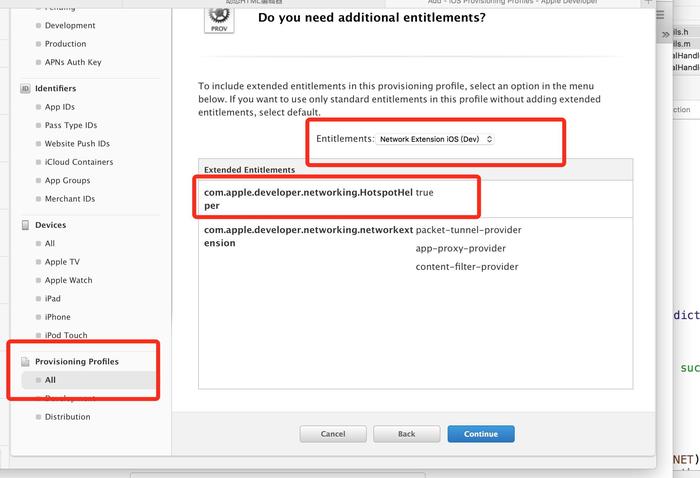 Add - iOS Provisioning Profiles - Apple Developer
Pending
Development
Production
APNs Auth Key
Identifiers
App IDs
Pass Type IDs
Website Push IDs
iCloud Containers
App Groups
Merchant IDs
Devices
All
Apple TV
Apple Watch
iPad
iPhone
iPod Touch
Provisioning Profiles
All
Development
Distribution
PROV
Do you need additional entitlements?
To include extended entitlements in this provisioning profile, select an option in the menu
below. If you want to use only standard entitlements in this profile without adding extended
entitlements, select default.
Entitlements: Network Extension iOS (Dev)
Extended Entitlements
com.apple.developer.networking.HotspotHel true
per
com.apple.developer.networking.networkext packet-tunnel-provider
ension
app-proxy-provider
content-filter-provider
Cancel
Back
Continue
ils.h
ils.m
alHandl
alHandl
ction
dict
suc
NET)